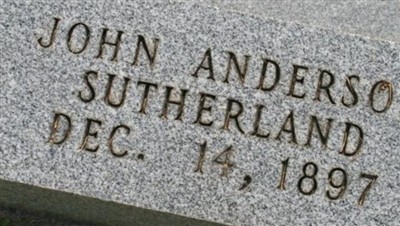 JOHN ANDERSO
SUTHERLAND
DEC. 14, 1897